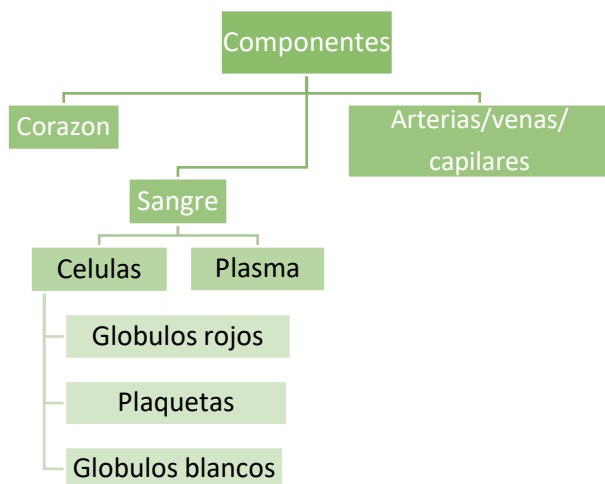 Componentes
Corazon
Arterias/venas/
capilares
Sangre
Celulas
Plasma
Globulos rojos
Plaquetas
Globulos blancos